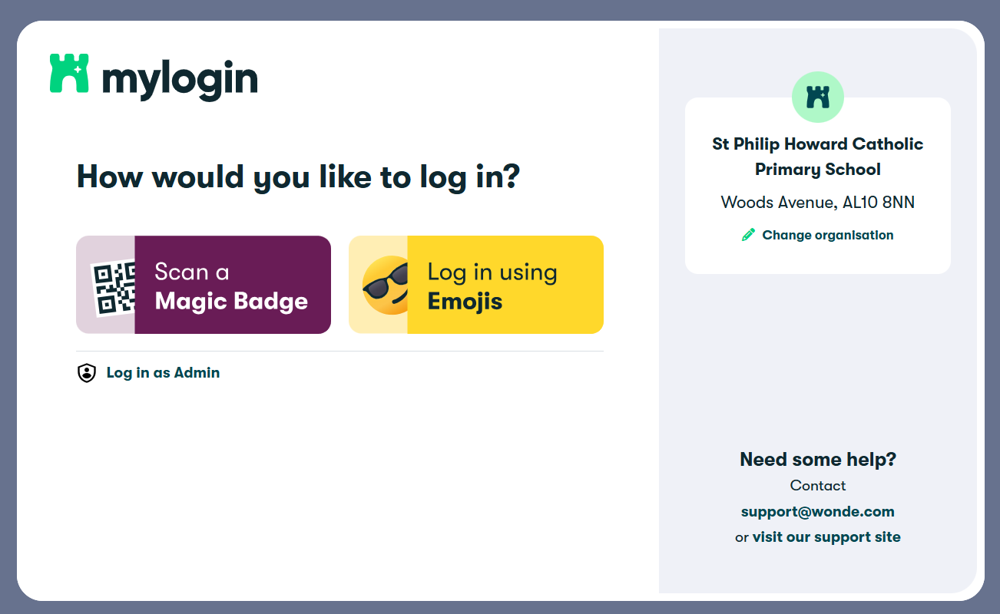 mylogin
How would you like to log in?
Scan a
Magic Badge
Log in using
Emojis
Log in as Admin
St Philip Howard Catholic
Primary School
Woods Avenue, AL10 8NN
Change organisation
Need some help?
Contact
support@wonde.com
or visit our support site